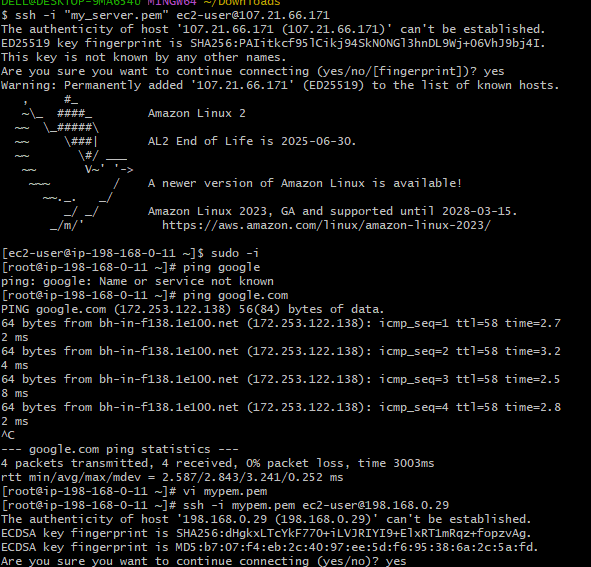 DELL@DESKTOP-9MA654U MINGW64 ~/Downloads
$ ssh -i "my_server.pem" ec2-user@107.21.66.171
The authenticity of host '107.21.66.171 (107.21.66.171)' can't be established.
ED25519 key fingerprint is SHA256:PAIitkcf95lCikj94SkNONGl3hnDL9Wj+O6VhJ9bj4I.
This key is not known by any other names.
Are you sure you want to continue connecting (yes/no/[fingerprint])? yes
Warning: Permanently added '107.21.66.171' (ED25519) to the list of known hosts.
   ,     #_
   ~\_  ####_        Amazon Linux 2
  ~~  \_#####\
  ~~     \###|       AL2 End of Life is 2025-06-30.
  ~~       \#/ ___
   ~~       V~' '->
    ~~~         /    A newer version of Amazon Linux is available!
      ~~._.   _/
         _/ _/       Amazon Linux 2023, GA and supported until 2028-03-15.
       _/m/'           https://aws.amazon.com/linux/amazon-linux-2023/
[ec2-user@ip-198-168-0-11 ~]$ sudo -i
[root@ip-198-168-0-11 ~]# ping google
ping: google: Name or service not known
[root@ip-198-168-0-11 ~]# ping google.com
PING google.com (172.253.122.138) 56(84) bytes of data.
64 bytes from bh-in-f138.1e100.net (172.253.122.138): icmp_seq=1 ttl=58 time=2.7
2 ms
64 bytes from bh-in-f138.1e100.net (172.253.122.138): icmp_seq=2 ttl=58 time=3.2
4 ms
64 bytes from bh-in-f138.1e100.net (172.253.122.138): icmp_seq=3 ttl=58 time=2.5
8 ms
64 bytes from bh-in-f138.1e100.net (172.253.122.138): icmp_seq=4 ttl=58 time=2.8
2 ms
^C
--- google.com ping statistics ---
4 packets transmitted, 4 received, 0% packet loss, time 3003ms
rtt min/avg/max/mdev = 2.587/2.843/3.241/0.252 ms
[root@ip-198-168-0-11 ~]# vi mypem.pem
[root@ip-198-168-0-11 ~]# ssh -i mypem.pem ec2-user@198.168.0.29
The authenticity of host '198.168.0.29 (198.168.0.29)' can't be established.
ECDSA key fingerprint is SHA256:dHgkxLTcYkF77O+iLVJRIYI9+ElxRT1mRqz+fopzvAg.
ECDSA key fingerprint is MD5:b7:07:f4:eb:2c:40:97:ee:5d:f6:95:38:6a:2c:5a:fd.
Are you sure you want to continue connecting (yes/no)? yes